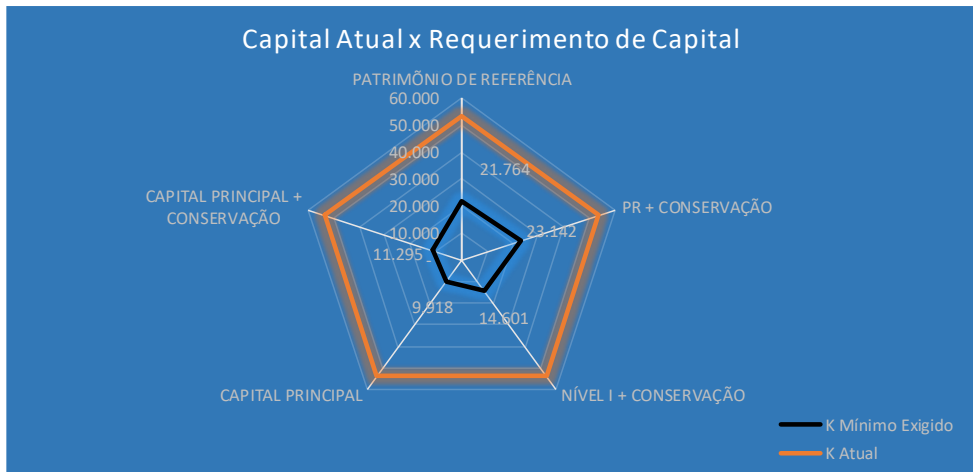 Capital Atual x Requerimento de Capital
PATRIMÕNIO DE REFERÊNCIA
60.000
50.000
40.000
30.000
20.000
10.000
-
21.764
PR + CONSERVAÇÃO
23.142
CAPITAL PRINCIPAL +
CONSERVAÇÃO
11.295
9.918
14.601
CAPITAL PRINCIPAL
NÍVEL I + CONSERVAÇÃO
K Mínimo Exigido
K Atual